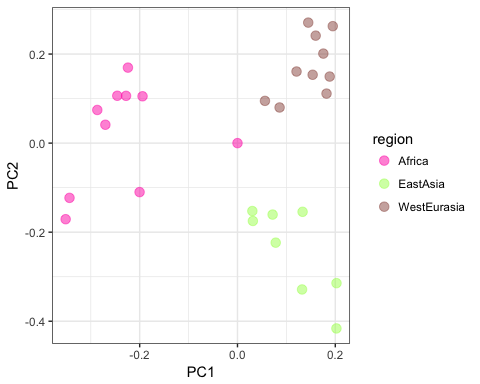 0.2
0.0
-0.2
-0.4
PC2
-0.2
0.0
0.2
PC1
region
Africa
EastAsia
WestEurasia